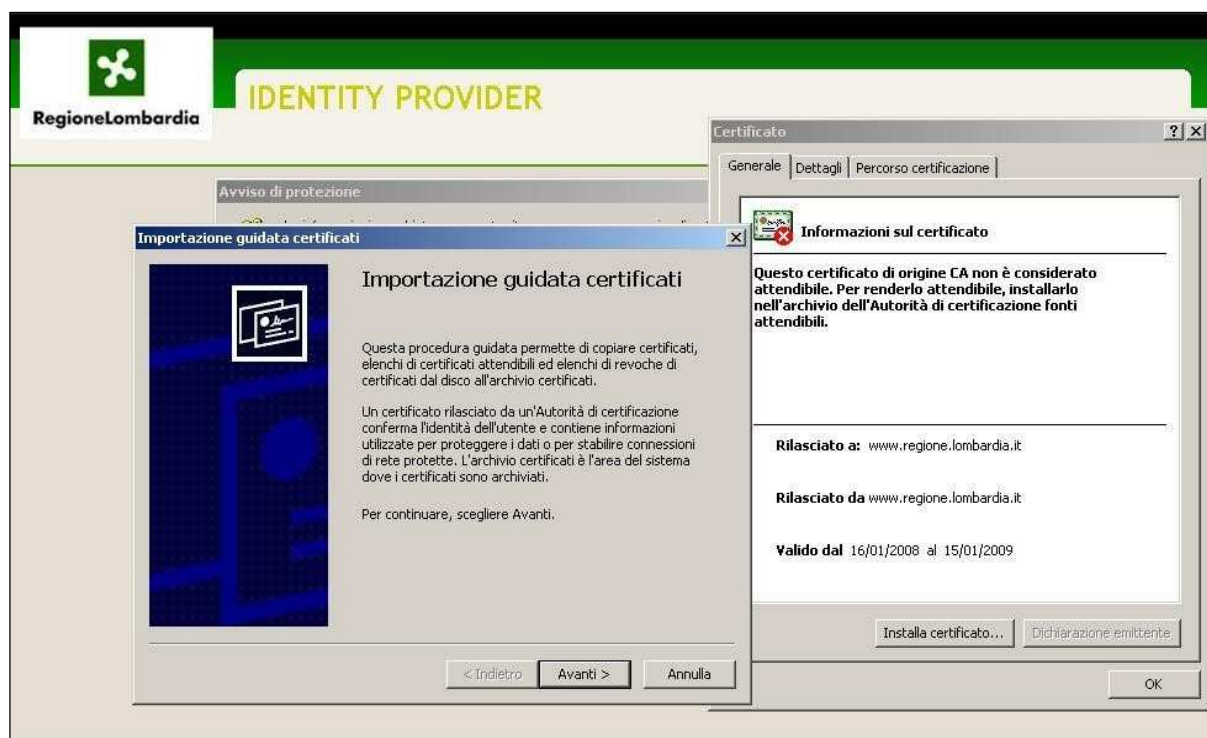 RegioneLombardia
IDENTITY PROVIDER
Avviso di protezione
Importazione guidata certificati
Importazione guidata certificati
Questa procedura guidata permette di copiare certificati,
elenchi di certificati attendibili ed elenchi di revoche di
certificati dal disco all'archivio certificati.
Un certificato rilasciato da un'Autorità di certificazione
conferma l'identità dell'utente e contiene informazioni
utilizzate per proteggere i dati o per stabilire connessioni
di rete protette. L'archivio certificati è l'area del sistema
dove i certificati sono archiviati.
Per continuare, scegliere Avanti.
< Indietro Avanti > Annulla
Certificato
Generale Dettagli Percorso certificazione
Informazioni sul certificato
Questo certificato di origine CA non è considerato
attendibile. Per renderlo attendibile, installarlo
nell'archivio dell'Autorità di certificazione fonti
attendibili.
Rilasciato a: www.regione.lombardia.it
Rilasciato da www.regione.lombardia.it
Valido dal 16/01/2008 al 15/01/2009
Installa certificato... Dichiarazione emittente
OK